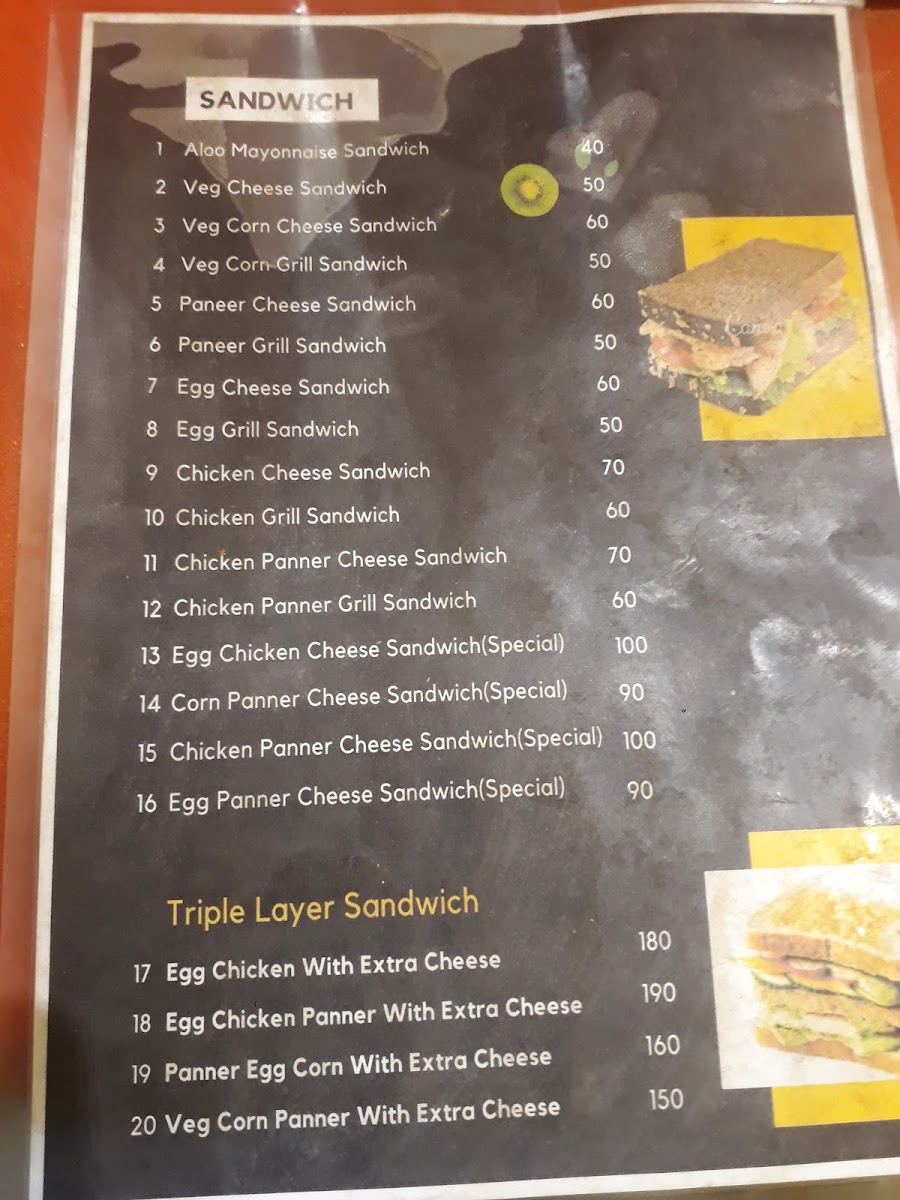 SANDWICH
1 Aloo Mayonnaise Sandwich 40
2 Veg Cheese Sandwich 50
3 Veg Corn Cheese Sandwich 60
4 Veg Corn Grill Sandwich 50
5 Paneer Cheese Sandwich 60
6 Paneer Grill Sandwich 50
7 Egg Cheese Sandwich 60
8 Egg Grill Sandwich 50
9 Chicken Cheese Sandwich 70
10 Chicken Grill Sandwich 60
11 Chicken Panner Cheese Sandwich 70
12 Chicken Panner Grill Sandwich 60
13 Egg Chicken Cheese Sandwich(Special) 100
14 Corn Panner Cheese Sandwich(Special) 90
15 Chicken Panner Cheese Sandwich(Special) 100
16 Egg Panner Cheese Sandwich(Special) 90
Canva
Triple Layer Sandwich
17 Egg Chicken With Extra Cheese 180
18 Egg Chicken Panner With Extra Cheese 190
19 Panner Egg Corn With Extra Cheese 160
20 Veg Corn Panner With Extra Cheese 150